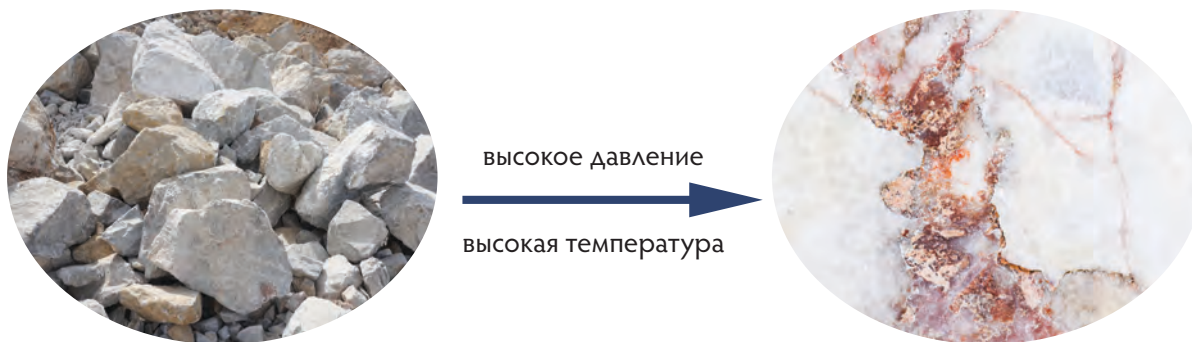 высокое давление
высокая температура